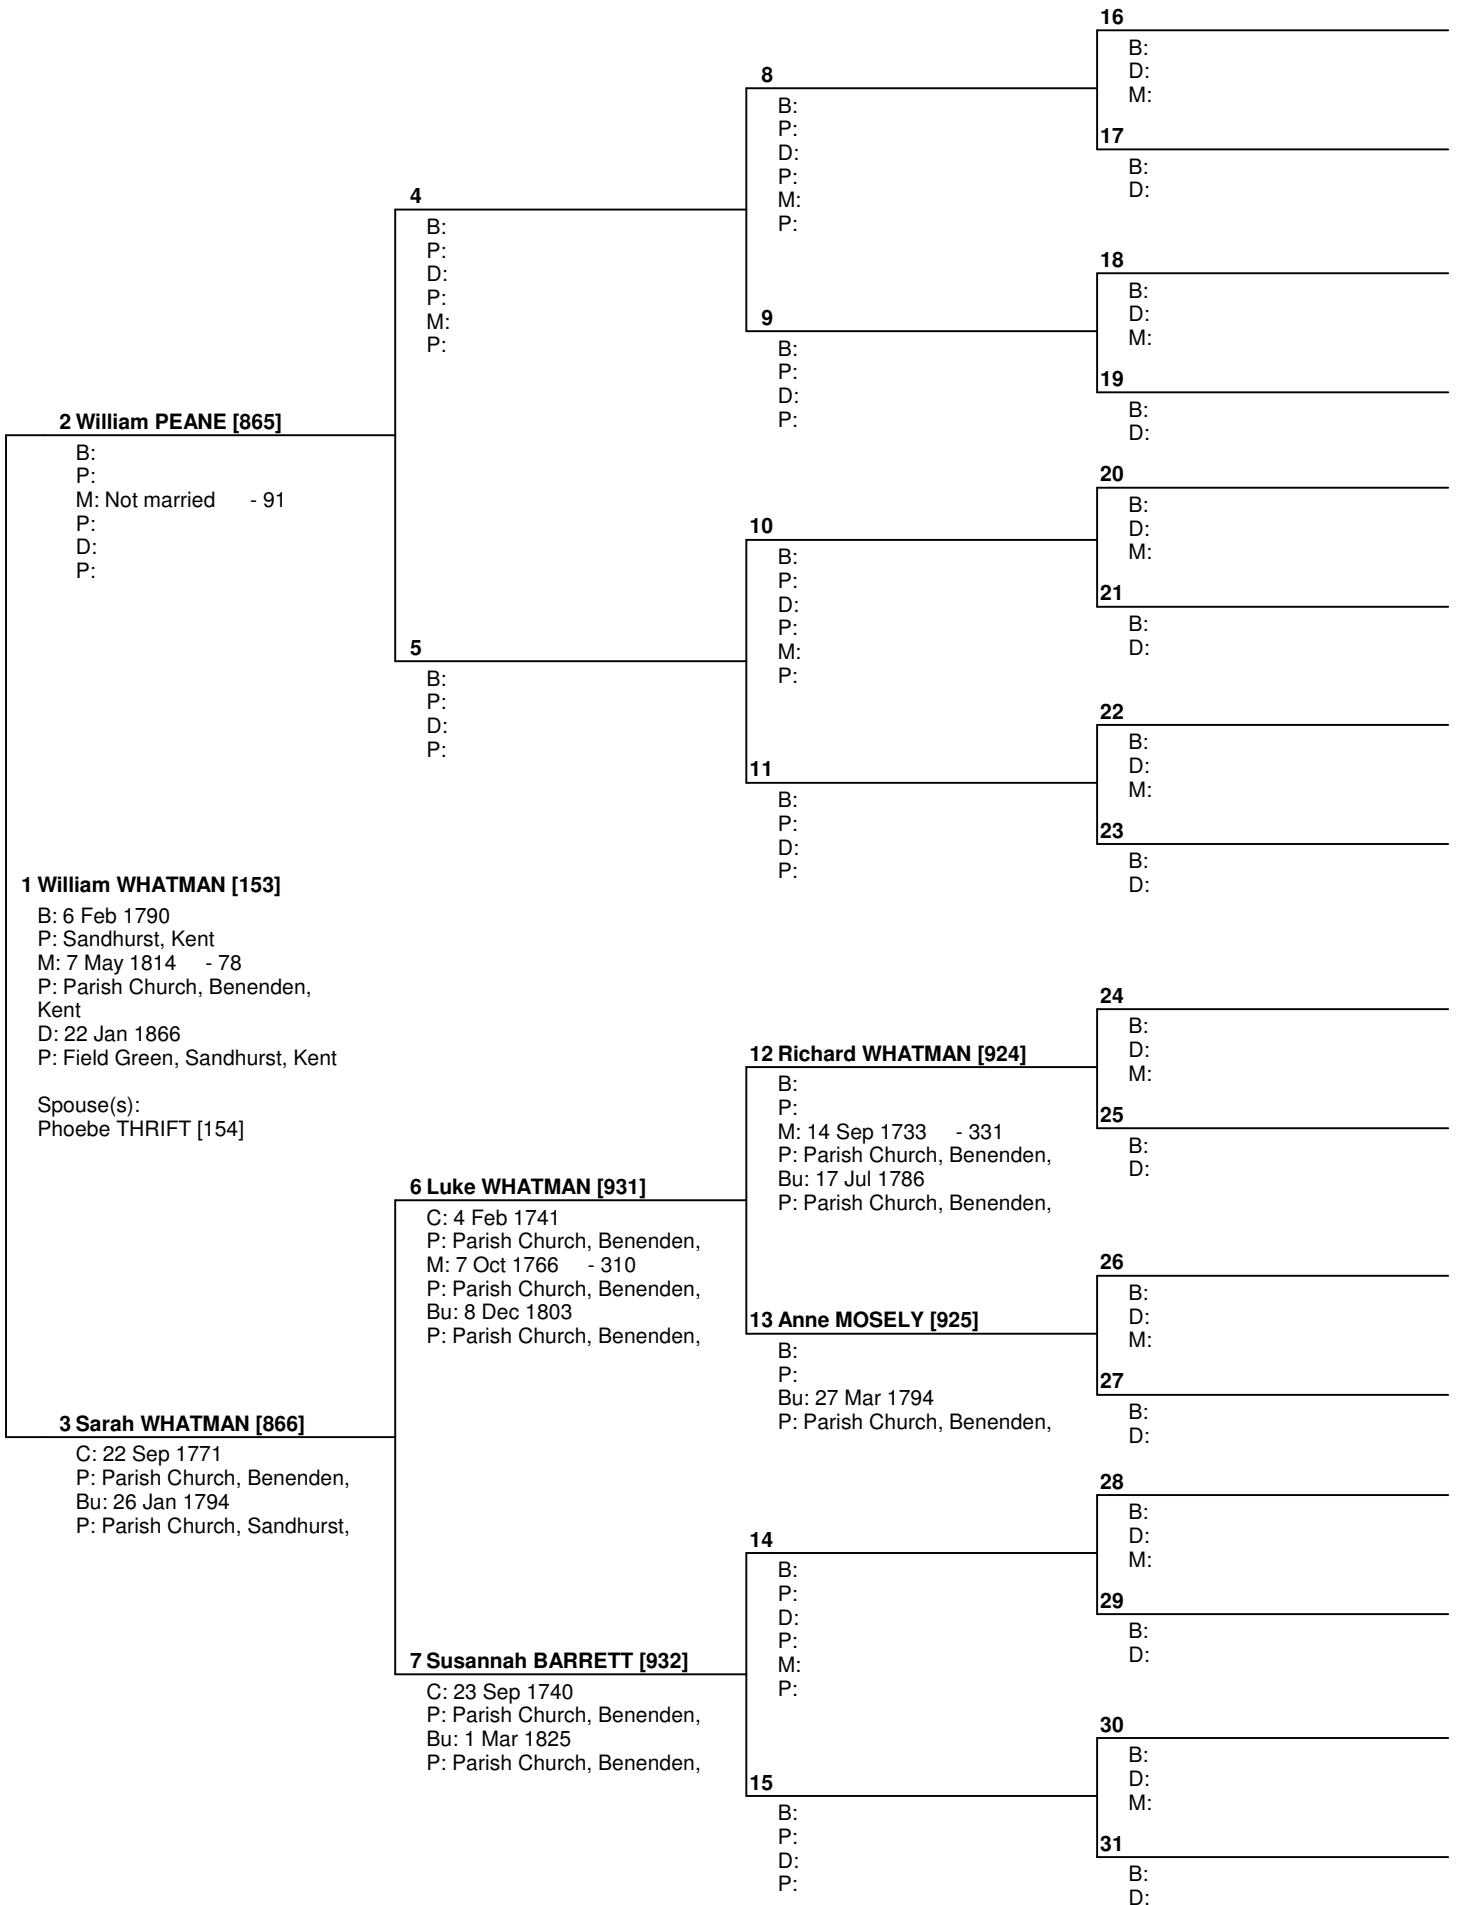 16
B:
D:
M:
8
B:
P:
D:
P:
M:
P:
17
B:
D:
4
B:
P:
D:
P:
M:
P:
18
B:
D:
M:
9
B:
P:
D:
P:
19
B:
D:
2 William PEANE [865]
B:
P:
M: Not married - 91
P:
D:
P:
20
B:
D:
M:
10
B:
P:
D:
P:
M:
P:
21
B:
D:
5
B:
P:
D:
P:
22
B:
D:
M:
11
B:
P:
D:
P:
23
B:
D:
1 William WHATMAN [153]
B: 6 Feb 1790
P: Sandhurst, Kent
M: 7 May 1814 - 78
P: Parish Church, Benenden,
Kent
D: 22 Jan 1866
P: Field Green, Sandhurst, Kent
Spouse(s):
Phoebe THRIFT [154]
24
B:
D:
M:
12 Richard WHATMAN [924]
B:
P:
M: 14 Sep 1733 - 331
P: Parish Church, Benenden,
Bu: 17 Jul 1786
P: Parish Church, Benenden,
25
B:
D:
6 Luke WHATMAN [931]
C: 4 Feb 1741
P: Parish Church, Benenden,
M: 7 Oct 1766 - 310
P: Parish Church, Benenden,
Bu: 8 Dec 1803
P: Parish Church, Benenden,
26
B:
D:
M:
13 Anne MOSELY [925]
B:
P:
Bu: 27 Mar 1794
P: Parish Church, Benenden,
27
B:
D:
3 Sarah WHATMAN [866]
C: 22 Sep 1771
P: Parish Church, Benenden,
Bu: 26 Jan 1794
P: Parish Church, Sandhurst,
28
B:
D:
M:
14
B:
P:
D:
P:
M:
P:
29
B:
D:
7 Susannah BARRETT [932]
C: 23 Sep 1740
P: Parish Church, Benenden,
Bu: 1 Mar 1825
P: Parish Church, Benenden,
30
B:
D:
M:
15
B:
P:
D:
P:
31
B:
D: